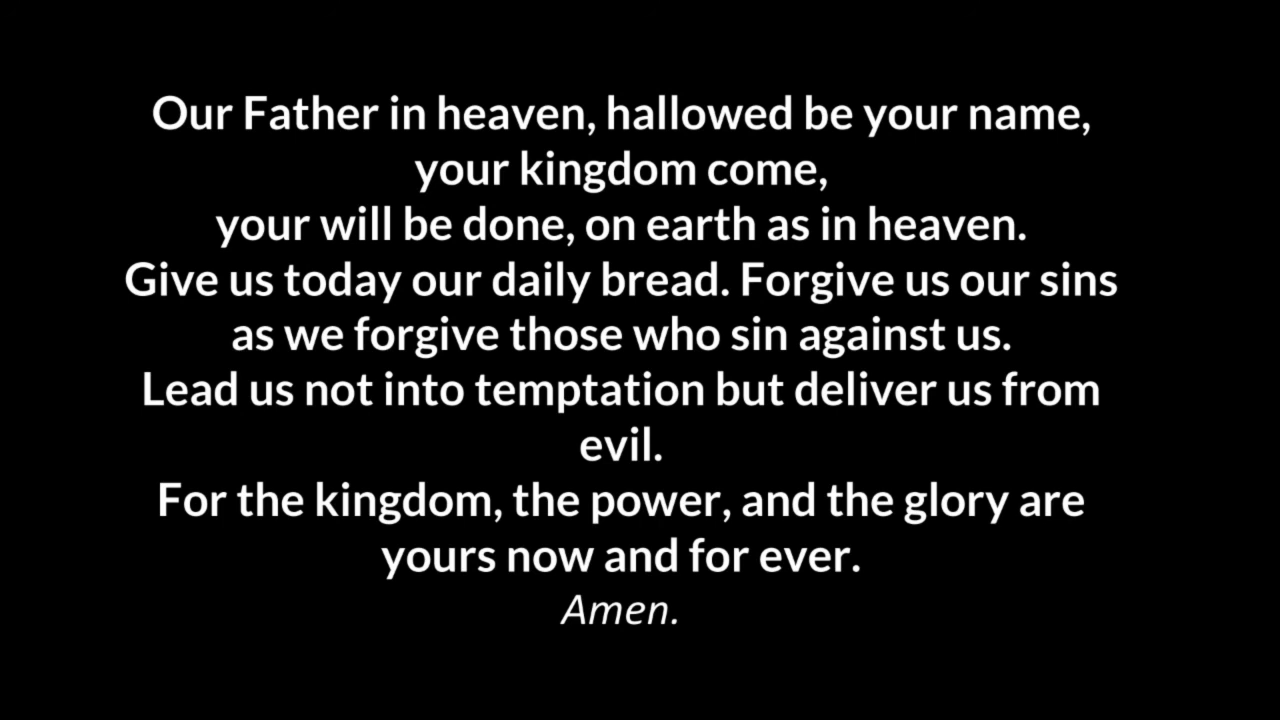 Our Father in heaven, hallowed be your name,
your kingdom come,
your will be done, on earth as in heaven.
Give us today our daily bread. Forgive us our sins
as we forgive those who sin against us.
Lead us not into temptation but deliver us from
evil.
For the kingdom, the power, and the glory are
yours now and for ever.
Amen.